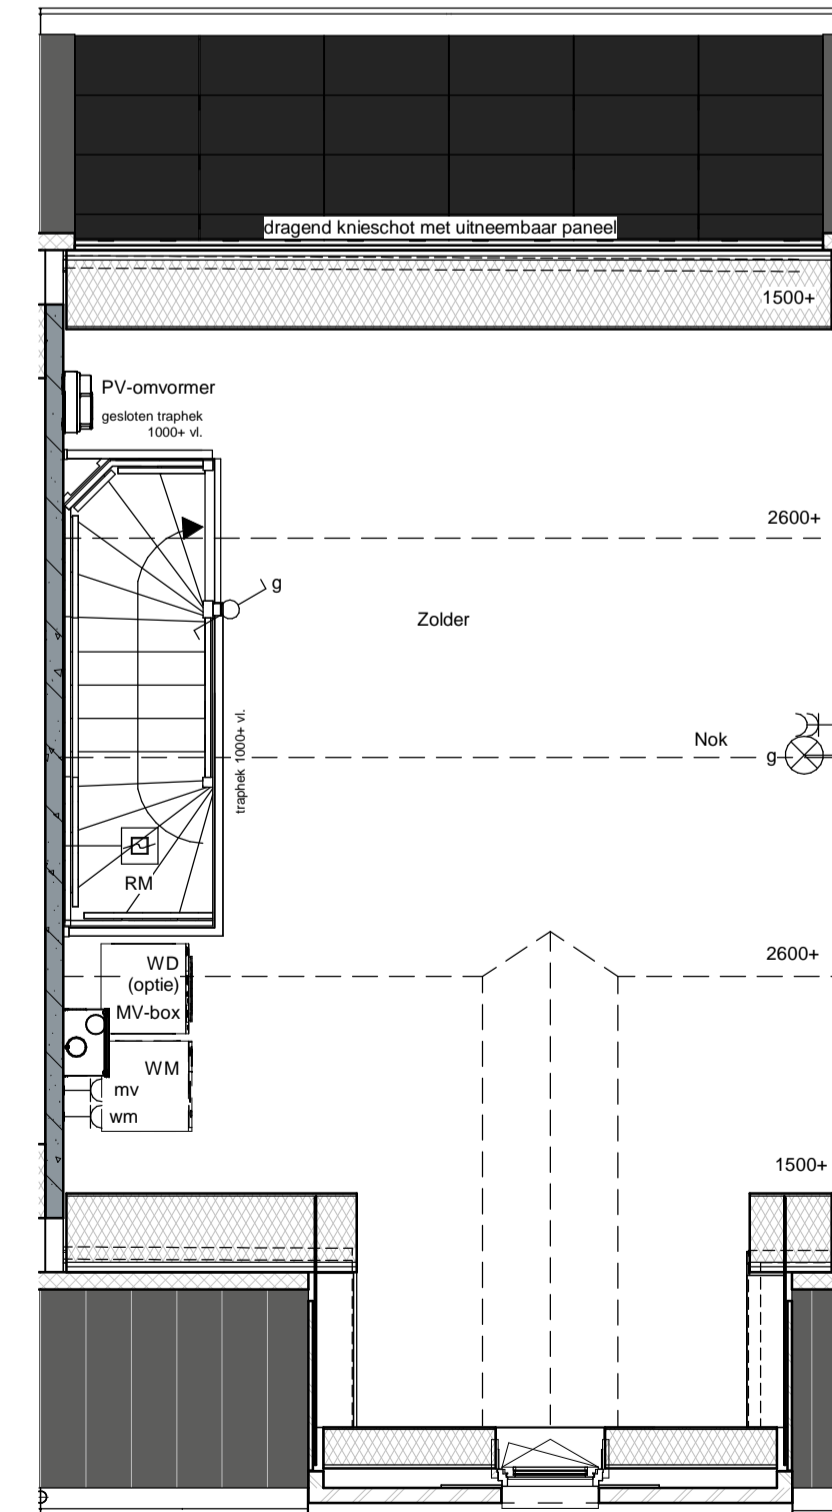 dragend knieschot met uitneembaar paneel
1500+
PV-omvormer
gesloten traphek
1000+ vl.
2600+
g
Zolder
traphek 1000+ vl.
Nok
g
RM
2600+
WD
(optie)
MV-box
WM
mv
wm
1500+